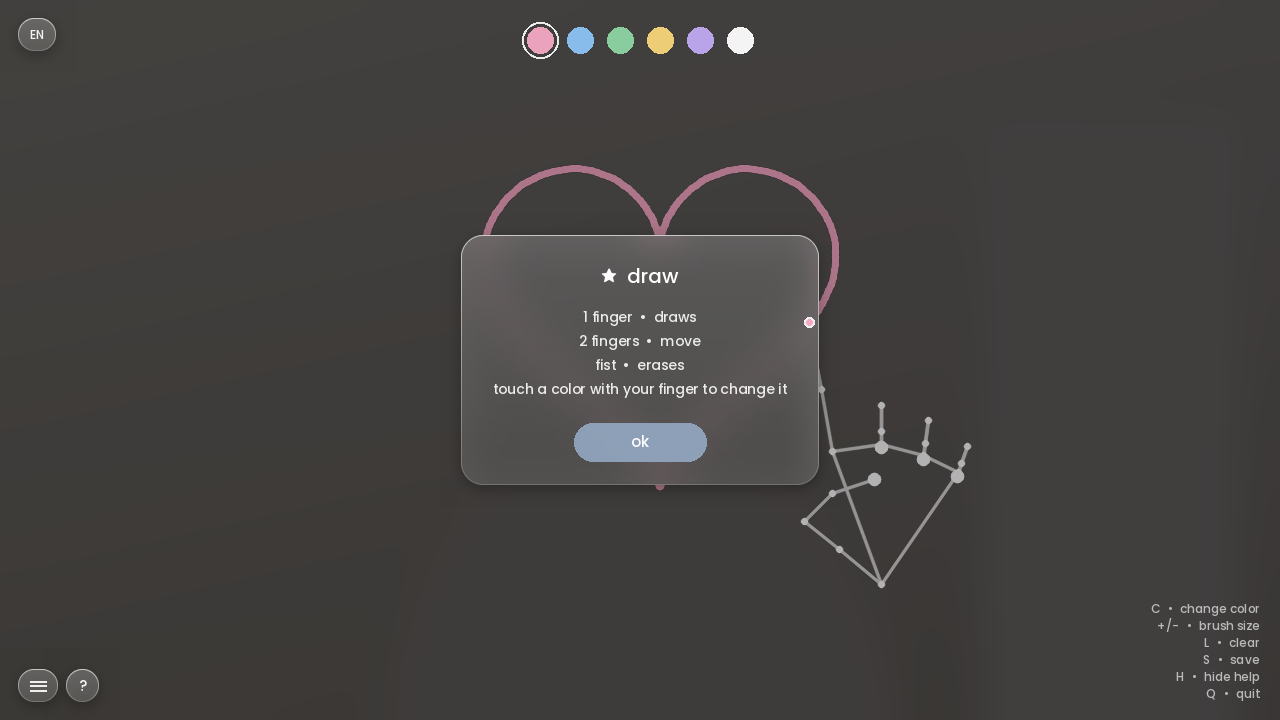 EN
draw
1 finger • draws
2 fingers • move
fist • erases
touch a color with your finger to change it
ok
C • change color
+/- • brush size
L • clear
S • save
H • hide help
Q • quit
?